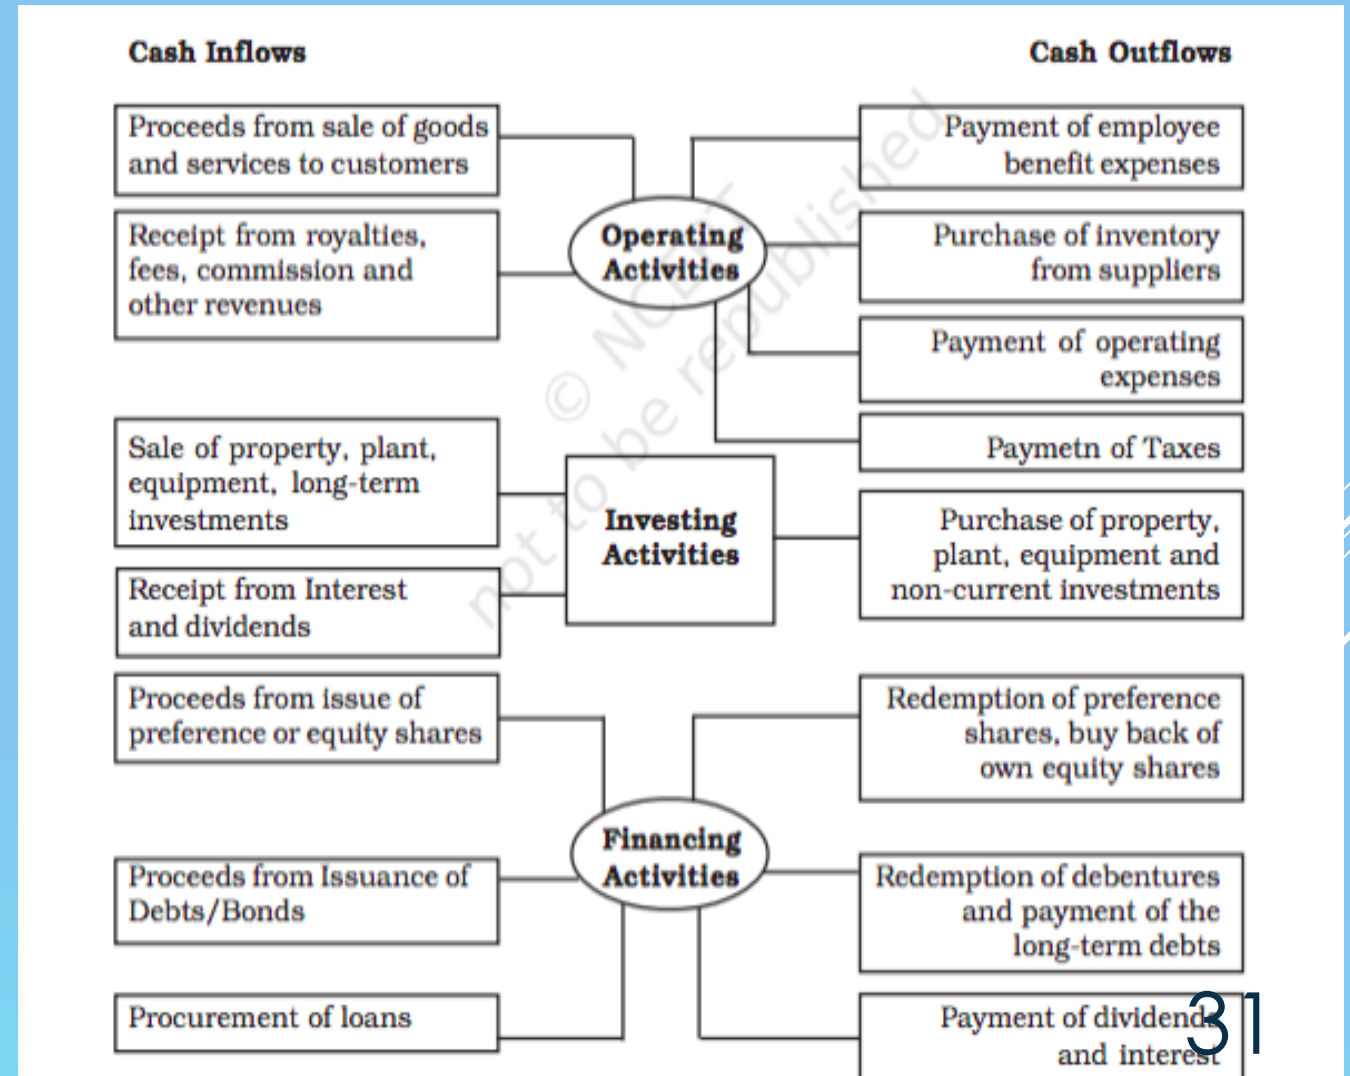 Cash Inflows
Cash Outflows
Proceeds from sale of goods
and services to customers
Receipt from royalties,
fees, commission and
other revenues
Operating
Activities
Payment of employee
benefit expenses
Purchase of inventory
from suppliers
Payment of operating
expenses
Paymetn of Taxes
Sale of property, plant,
equipment, long-term
investments
Receipt from Interest
and dividends
Investing
Activities
Purchase of property,
plant, equipment and
non-current investments
Proceeds from issue of
preference or equity shares
Proceeds from Issuance of
Debts/Bonds
Procurement of loans
Financing
Activities
Redemption of preference
shares, buy back of
own equity shares
Redemption of debentures
and payment of the
long-term debts
Payment of dividends
and interest
31
© NCERT
not to be republished